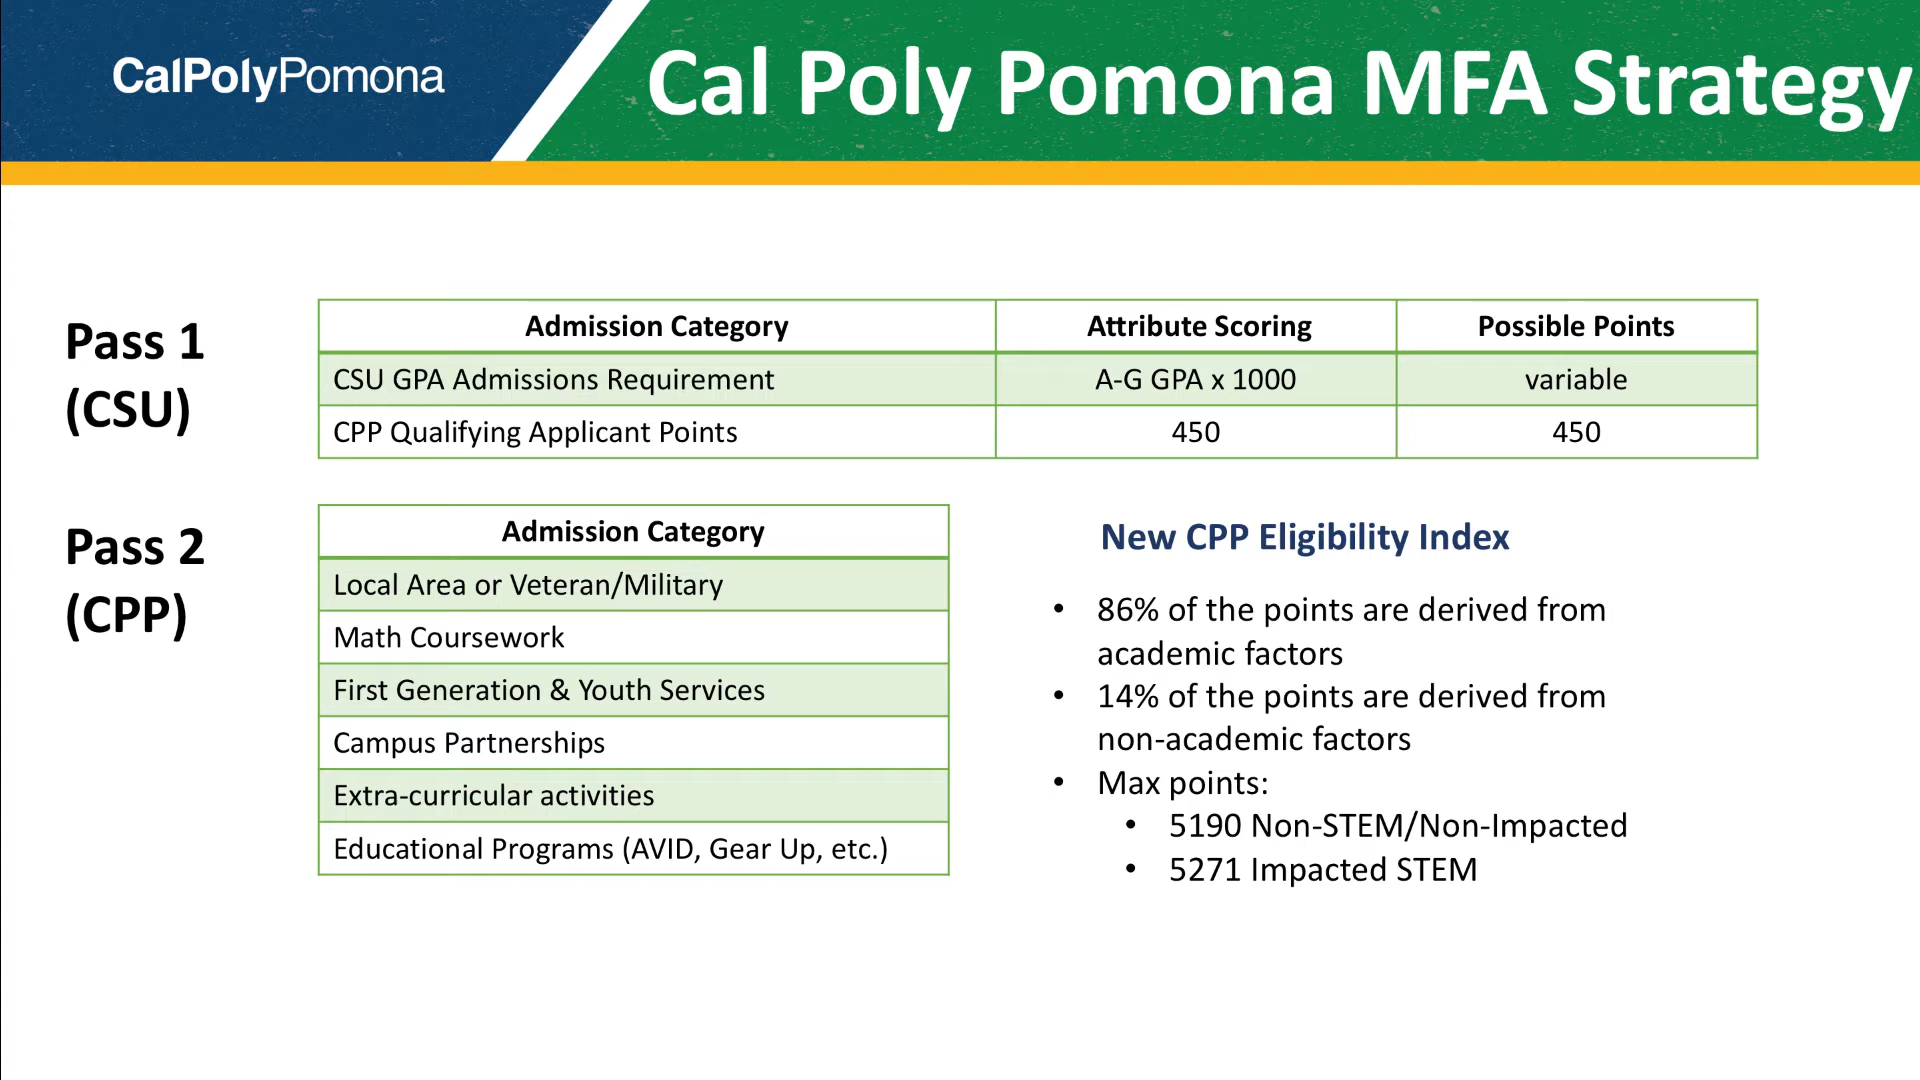 CalPolyPomona
Cal Poly Pomona MFA Strategy
Pass 1
(CSU)
Admission Category Attribute Scoring Possible Points
CSU GPA Admissions Requirement A-G GPA x 1000 variable
CPP Qualifying Applicant Points 450 450
Pass 2
(CPP)
Admission Category
Local Area or Veteran/Military
Math Coursework
First Generation & Youth Services
Campus Partnerships
Extra-curricular activities
Educational Programs (AVID, Gear Up, etc.)
New CPP Eligibility Index
• 86% of the points are derived from
academic factors
• 14% of the points are derived from
non-academic factors
• Max points:
• 5190 Non-STEM/Non-Impacted
• 5271 Impacted STEM